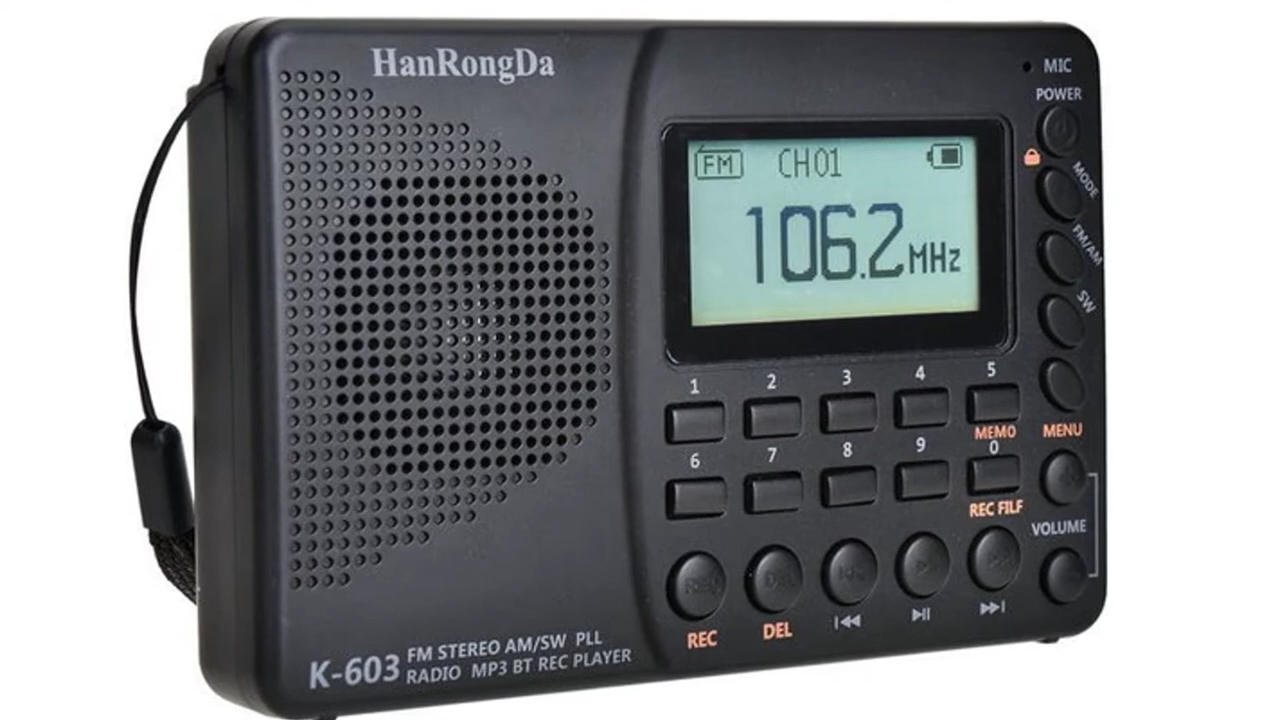 HanRongDa
MIC
POWER
FM CH01
106.2 MHz
MODE
FM/AM
SW
1 2 3 4 5
MEMO MENU
6 7 8 9 0
REC FILF
VOLUME
REC DEL
K-603 FM STEREO AM/SW PLL
RADIO MP3 BT REC PLAYER